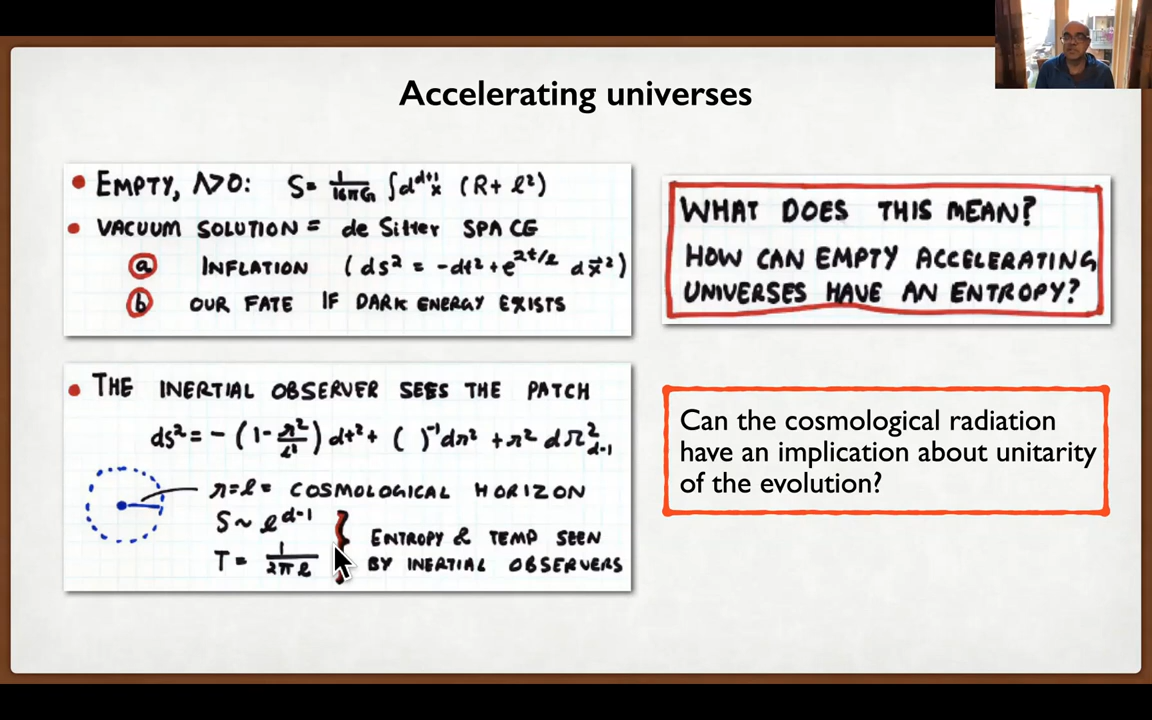 Accelerating universes
• EMPTY, Λ>0: S= 1/16πG ∫d^{d+1}x (R+ ℓ²)
• VACUUM SOLUTION = de Sitter SPACE
(a) INFLATION (ds² = -dt² + e^{2t/ℓ} dx⃗²)
(b) OUR FATE IF DARK ENERGY EXISTS
• THE INERTIAL OBSERVER SEES THE PATCH
ds² = - (1 - r²/ℓ²) dt² + ( )⁻¹ dr² + r² dΩ²_{d-1}
r=ℓ= COSMOLOGICAL HORIZON
S ~ ℓ^{d-1}
T = 1/2πℓ
} ENTROPY & TEMP SEEN
BY INERTIAL OBSERVERS
WHAT DOES THIS MEAN?
HOW CAN EMPTY ACCELERATING
UNIVERSES HAVE AN ENTROPY?
Can the cosmological radiation
have an implication about unitarity
of the evolution?